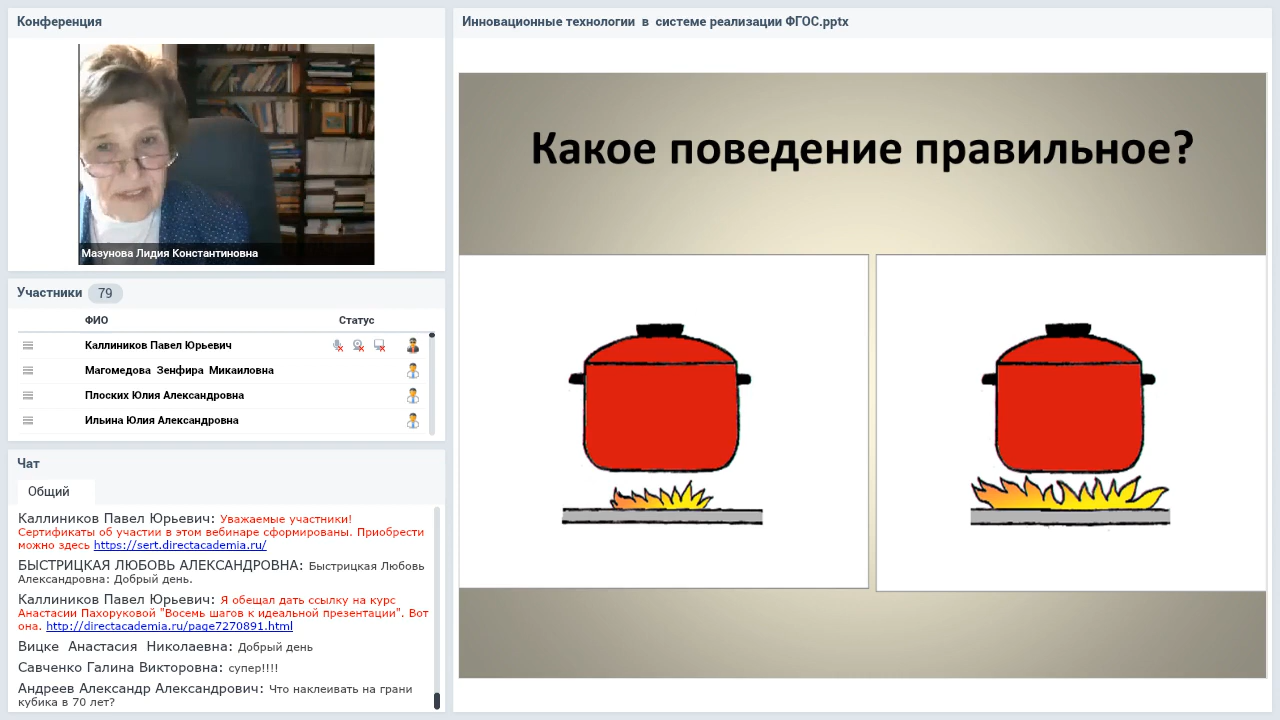 Конференция
Мазунова Лидия Константиновна
Участники 79
ФИО Статус
Каллиников Павел Юрьевич
Магомедова Зенфира Микаиловна
Плоских Юлия Александровна
Ильина Юлия Александровна
Чат
Общий
Каллиников Павел Юрьевич: Уважаемые участники!
Сертификаты об участии в этом вебинаре сформированы. Приобрести
можно здесь https://sert.directacademia.ru/
БЫСТРИЦКАЯ ЛЮБОВЬ АЛЕКСАНДРОВНА: Быстрицкая Любовь
Александровна: Добрый день.
Каллиников Павел Юрьевич: Я обещал дать ссылку на курс
Анастасии Пахоруковой "Восемь шагов к идеальной презентации". Вот
она. http://directacademia.ru/page7270891.html
Вицке Анастасия Николаевна: Добрый день
Савченко Галина Викторовна: супер!!!!
Андреев Александр Александрович: Что наклеивать на грани
кубика в 70 лет?
Инновационные технологии в системе реализации ФГОС.pptx
Какое поведение правильное?